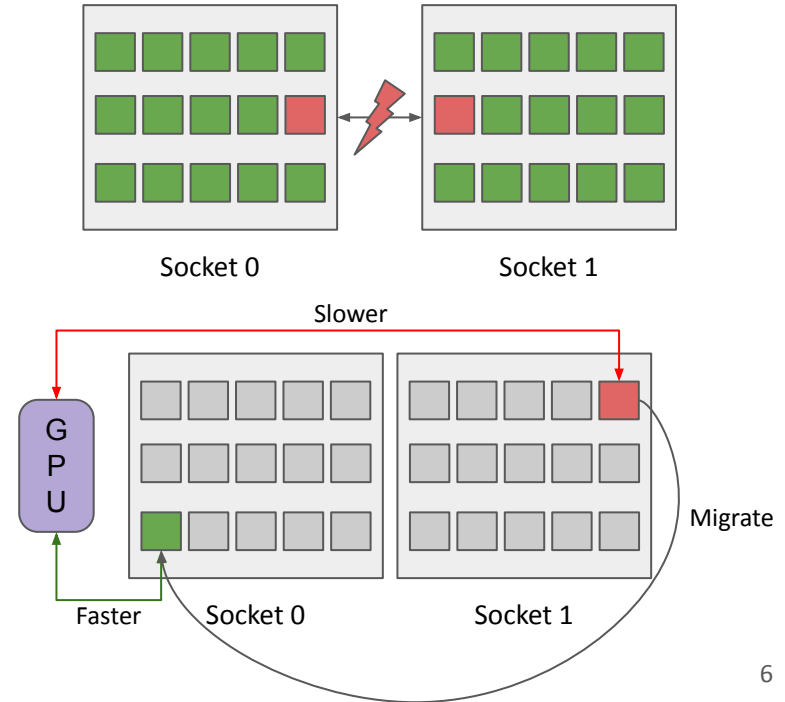 Socket 0
Socket 1
Slower
G
P
U
Migrate
Faster
Socket 0
Socket 1
6